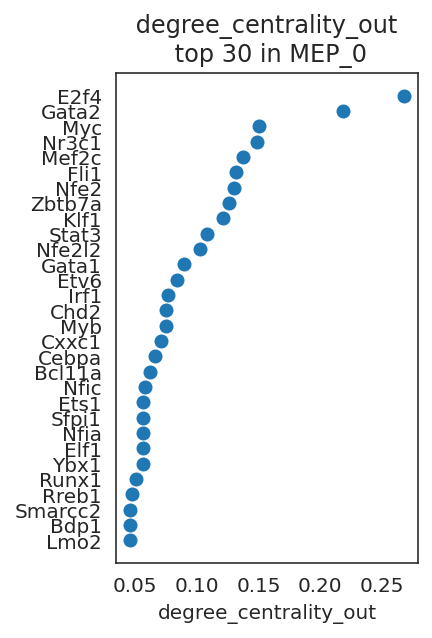 degree_centrality_out
top 30 in MEP_0
E2f4
Gata2
Myc
Nr3c1
Mef2c
Fli1
Nfe2
Zbtb7a
Klf1
Stat3
Nfe2l2
Gata1
Etv6
Irf1
Chd2
Myb
Cxxc1
Cebpa
Bcl11a
Nfic
Ets1
Sfpi1
Nfia
Elf1
Ybx1
Runx1
Rreb1
Smarcc2
Bdp1
Lmo2
0.05 0.10 0.15 0.20 0.25
degree_centrality_out